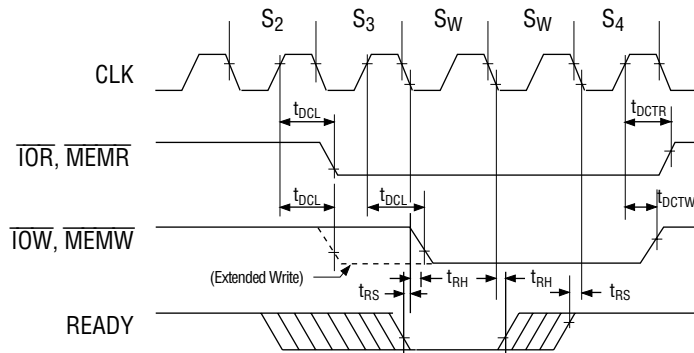 S2 S3 SW SW S4
CLK
tDCL tDCTR
IOR, MEMR
tDCL tDCL tDCTW
IOW, MEMW
(Extended Write)
tRS tRH tRH tRS
READY